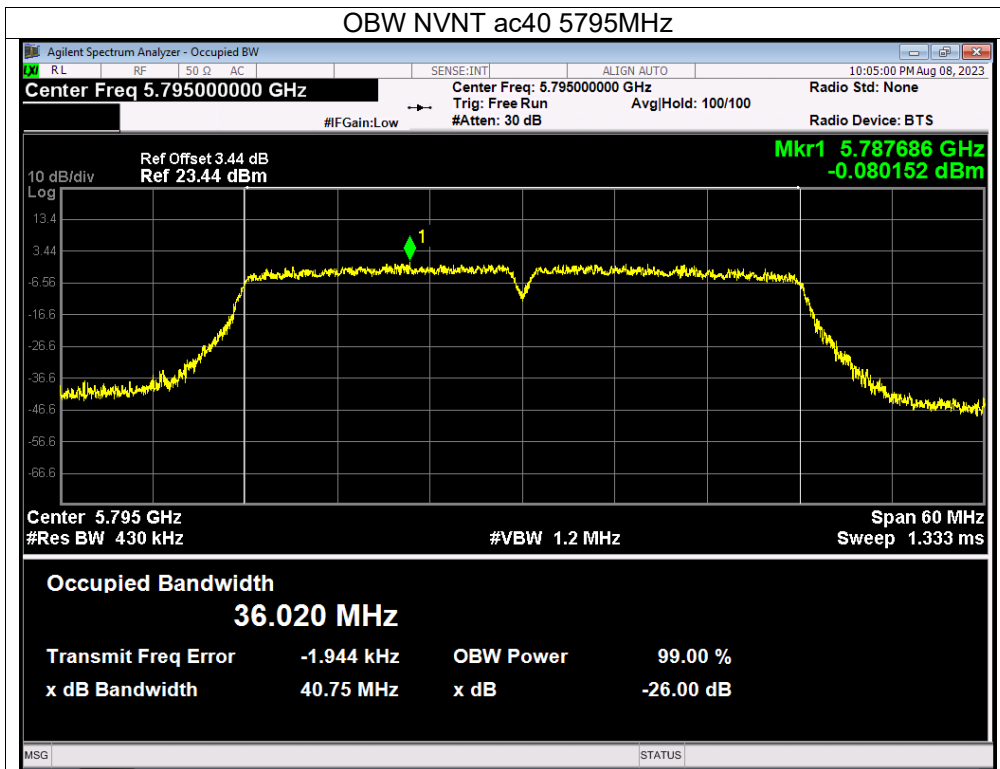 OBW NVNT ac40 5795MHz
Agilent Spectrum Analyzer - Occupied BW
LXI RL RF 50 Ω AC SENSE:INT ALIGN AUTO 10:05:00 PM Aug 08, 2023
Center Freq 5.795000000 GHz Center Freq: 5.795000000 GHz Radio Std: None
Trig: Free Run Avg|Hold: 100/100
#IFGain:Low #Atten: 30 dB Radio Device: BTS
Mkr1 5.787686 GHz
-0.080152 dBm
Ref Offset 3.44 dB
10 dB/div Ref 23.44 dBm
Log
13.4
3.44
-6.56
-16.6
-26.6
-36.6
-46.6
-56.6
-66.6
1
Center 5.795 GHz Span 60 MHz
#Res BW 430 kHz #VBW 1.2 MHz Sweep 1.333 ms
Occupied Bandwidth
36.020 MHz
Transmit Freq Error -1.944 kHz OBW Power 99.00 %
x dB Bandwidth 40.75 MHz x dB -26.00 dB
MSG STATUS